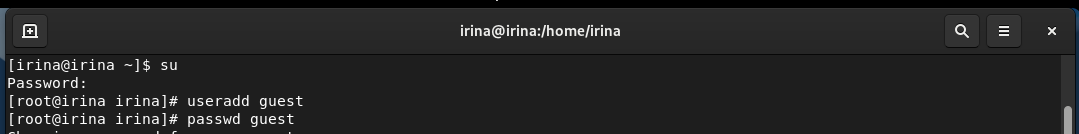 irina@irina:/home/irina
[irina@irina ~]$ su
Password:
[root@irina irina]# useradd guest
[root@irina irina]# passwd guest